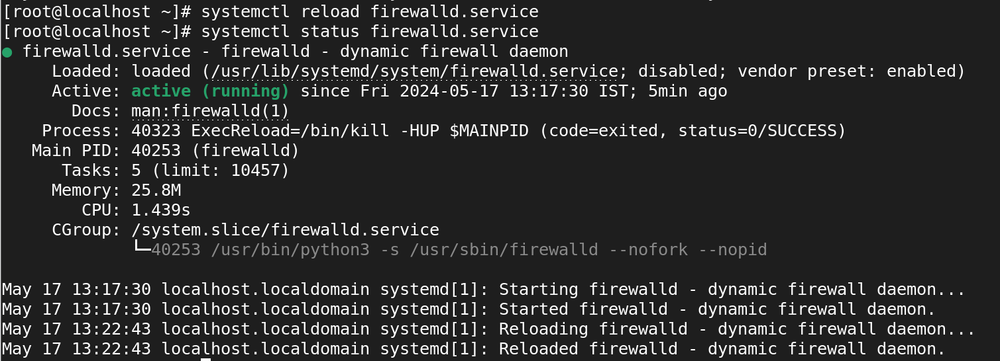 [root@localhost ~]# systemctl reload firewalld.service
[root@localhost ~]# systemctl status firewalld.service
● firewalld.service - firewalld - dynamic firewall daemon
     Loaded: loaded (/usr/lib/systemd/system/firewalld.service; disabled; vendor preset: enabled)
     Active: active (running) since Fri 2024-05-17 13:17:30 IST; 5min ago
       Docs: man:firewalld(1)
    Process: 40323 ExecReload=/bin/kill -HUP $MAINPID (code=exited, status=0/SUCCESS)
   Main PID: 40253 (firewalld)
      Tasks: 5 (limit: 10457)
     Memory: 25.8M
        CPU: 1.439s
     CGroup: /system.slice/firewalld.service
             └─40253 /usr/bin/python3 -s /usr/sbin/firewalld --nofork --nopid
May 17 13:17:30 localhost.localdomain systemd[1]: Starting firewalld - dynamic firewall daemon...
May 17 13:17:30 localhost.localdomain systemd[1]: Started firewalld - dynamic firewall daemon.
May 17 13:22:43 localhost.localdomain systemd[1]: Reloading firewalld - dynamic firewall daemon...
May 17 13:22:43 localhost.localdomain systemd[1]: Reloaded firewalld - dynamic firewall daemon.